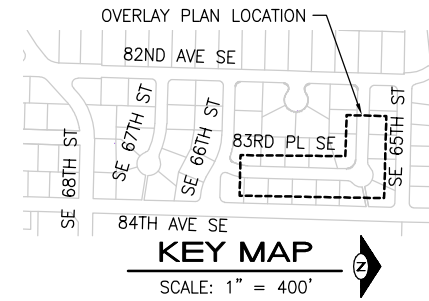 OVERLAY PLAN LOCATION
82ND AVE SE
SE 68TH ST
SE 67TH ST
SE 66TH ST
83RD PL SE
SE 65TH ST
84TH AVE SE
KEY MAP
N
SCALE: 1" = 400'